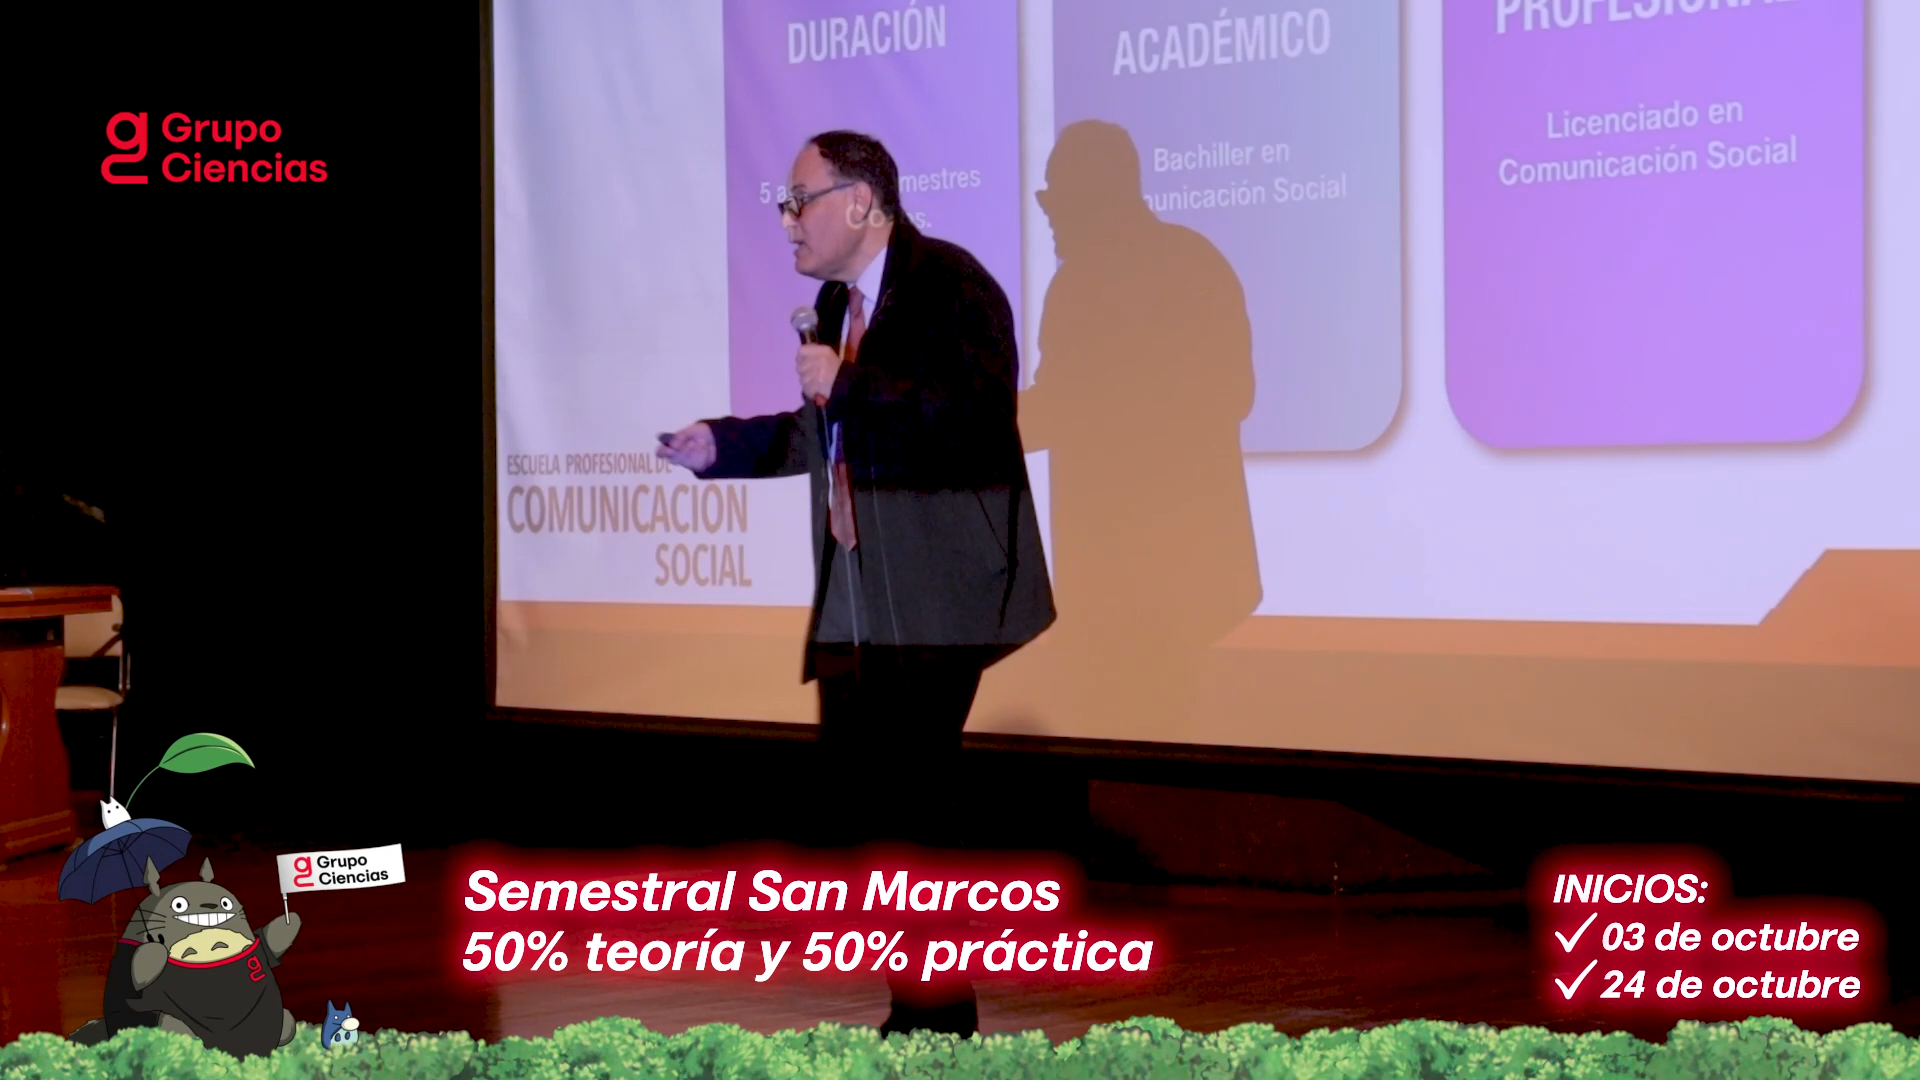 Grupo
Ciencias
DURACIÓN
mestres
ACADÉMICO
Bachiller en
Social
Licenciado en
Comunicación Social
ESCUELA PROFESIONAL DE
COMUNICACIÓN
SOCIAL
Grupo
Ciencias
Semestral San Marcos
50% teoría y 50% práctica
INICIOS:
✓ 03 de octubre
✓ 24 de octubre